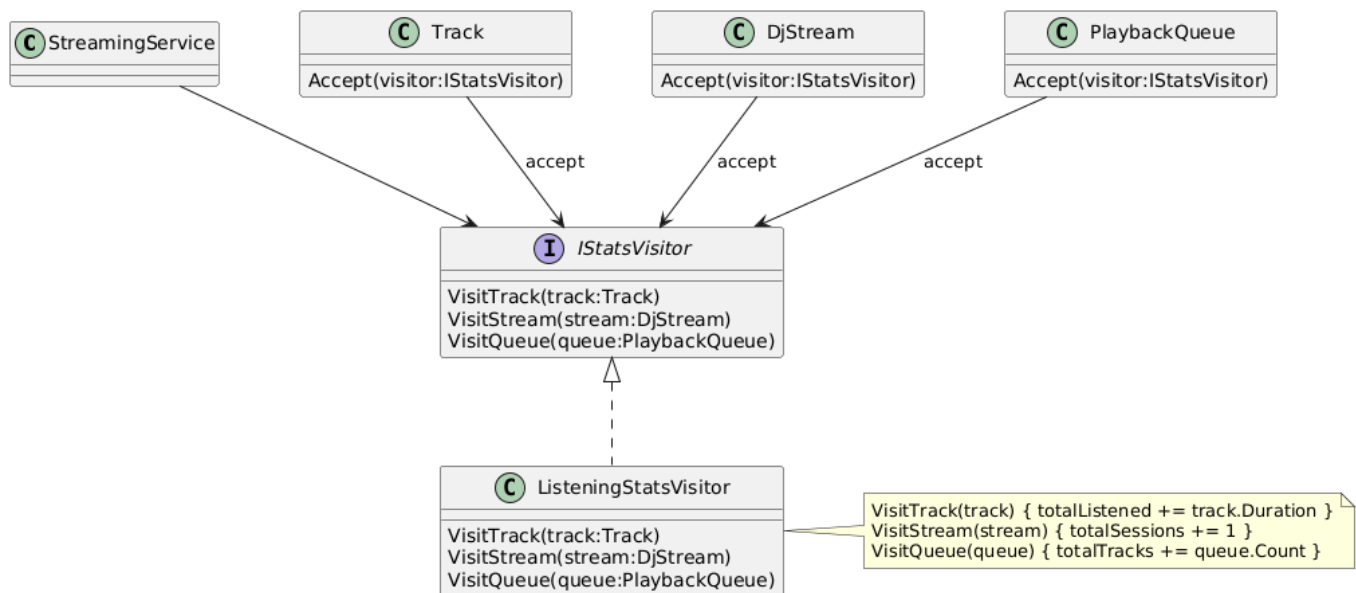 C StreamingService
C Track
Accept(visitor:IStatsVisitor)
C DjStream
Accept(visitor:IStatsVisitor)
C PlaybackQueue
Accept(visitor:IStatsVisitor)
accept
accept
accept
I IStatsVisitor
VisitTrack(track:Track)
VisitStream(stream:DjStream)
VisitQueue(queue:PlaybackQueue)
C ListeningStatsVisitor
VisitTrack(track:Track)
VisitStream(stream:DjStream)
VisitQueue(queue:PlaybackQueue)
VisitTrack(track) { totalListened += track.Duration }
VisitStream(stream) { totalSessions += 1 }
VisitQueue(queue) { totalTracks += queue.Count }